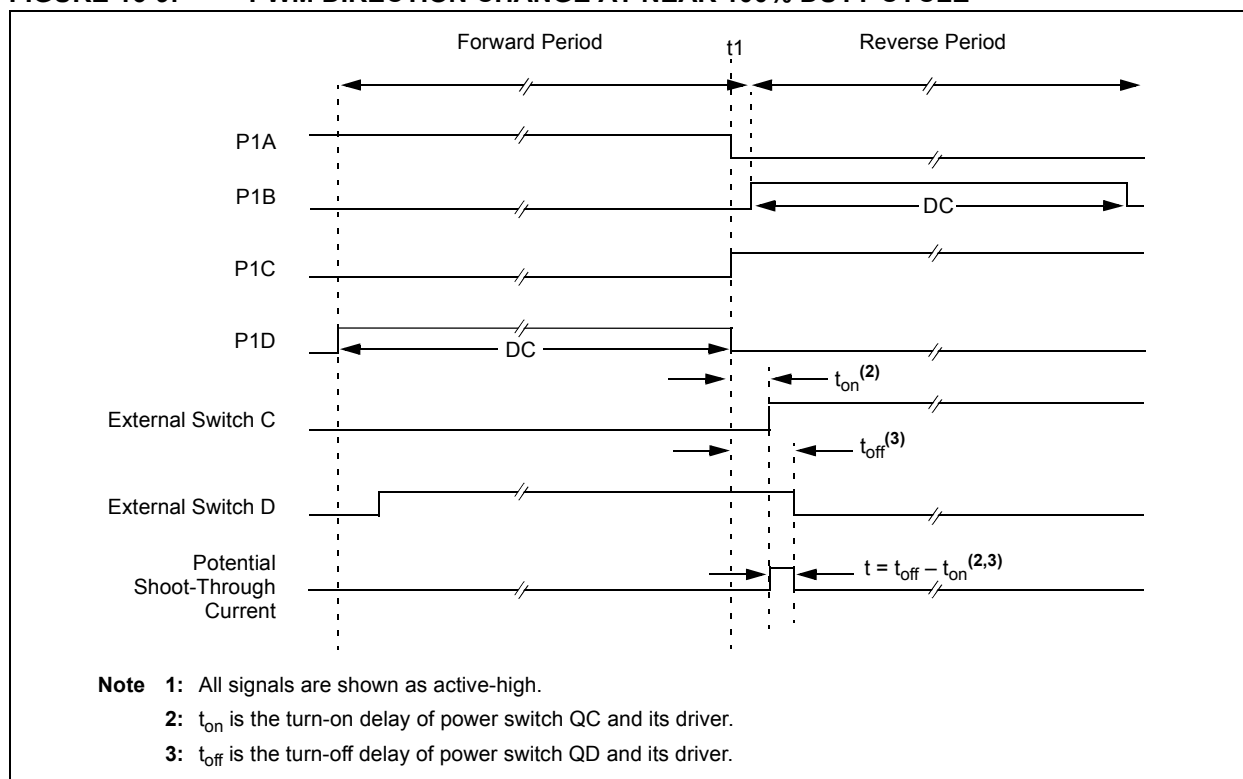 Forward Period t1 Reverse Period
P1A
P1B
DC
P1C
P1D
DC
ton(2)
External Switch C
toff(3)
External Switch D
Potential
Shoot-Through
Current
t = toff – ton(2,3)
Note 1: All signals are shown as active-high.
2: ton is the turn-on delay of power switch QC and its driver.
3: toff is the turn-off delay of power switch QD and its driver.